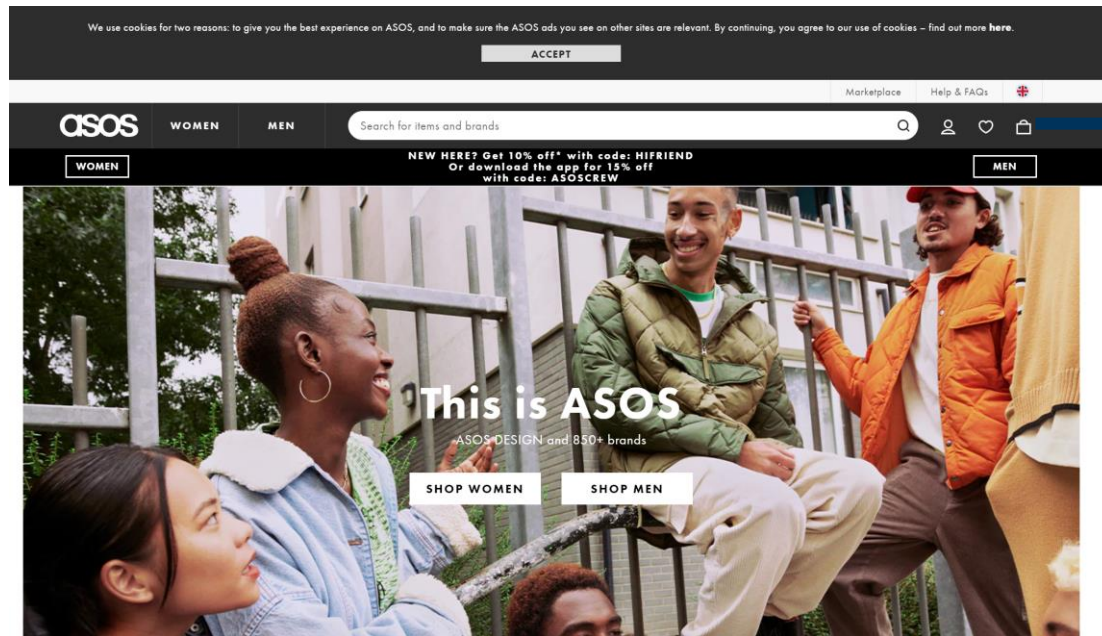 We use cookies for two reasons: to give you the best experience on ASOS, and to make sure the ASOS ads you see on other sites are relevant. By continuing, you agree to our use of cookies – find out more here.
ACCEPT
Marketplace
Help & FAQs
asos
WOMEN
MEN
Search for items and brands
WOMEN
NEW HERE? Get 10% off* with code: HIFRIEND
Or download the app for 15% off
with code: ASOSCREW
MEN
This is ASOS
ASOS DESIGN and 850+ brands
SHOP WOMEN
SHOP MEN